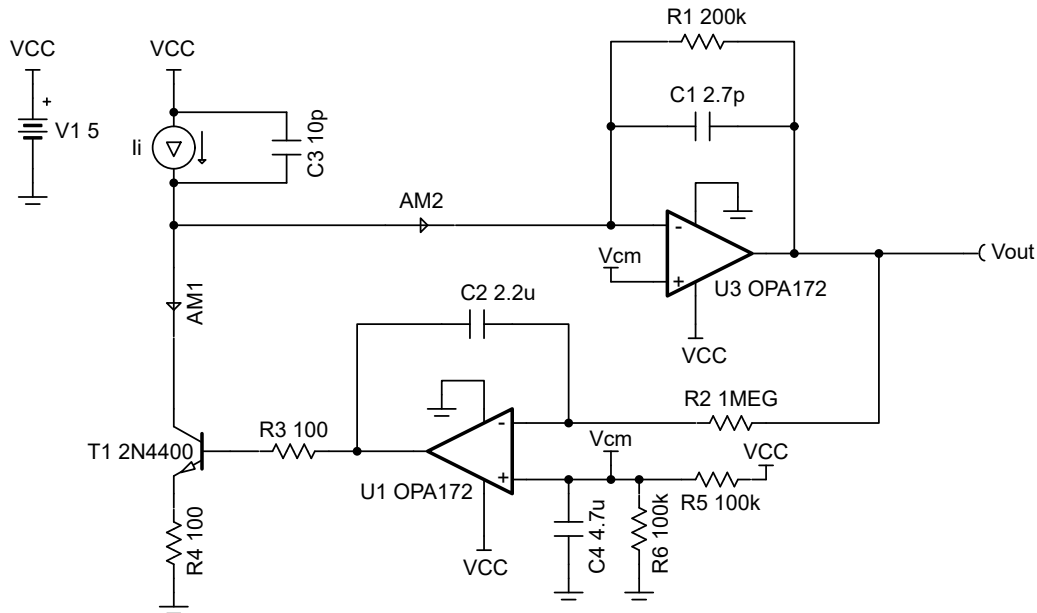 R1 200k
VCC
VCC
C1 2.7p
+
V1 5
Ii
C3 10p
AM2
-
Vcm
+
Vout
U3 OPA172
AM1
C2 2.2u
VCC
R2 1MEG
-
R3 100
Vcm
VCC
T1 2N4400
+
U1 OPA172
R5 100k
R4 100
VCC
C4 4.7u
R6 100k